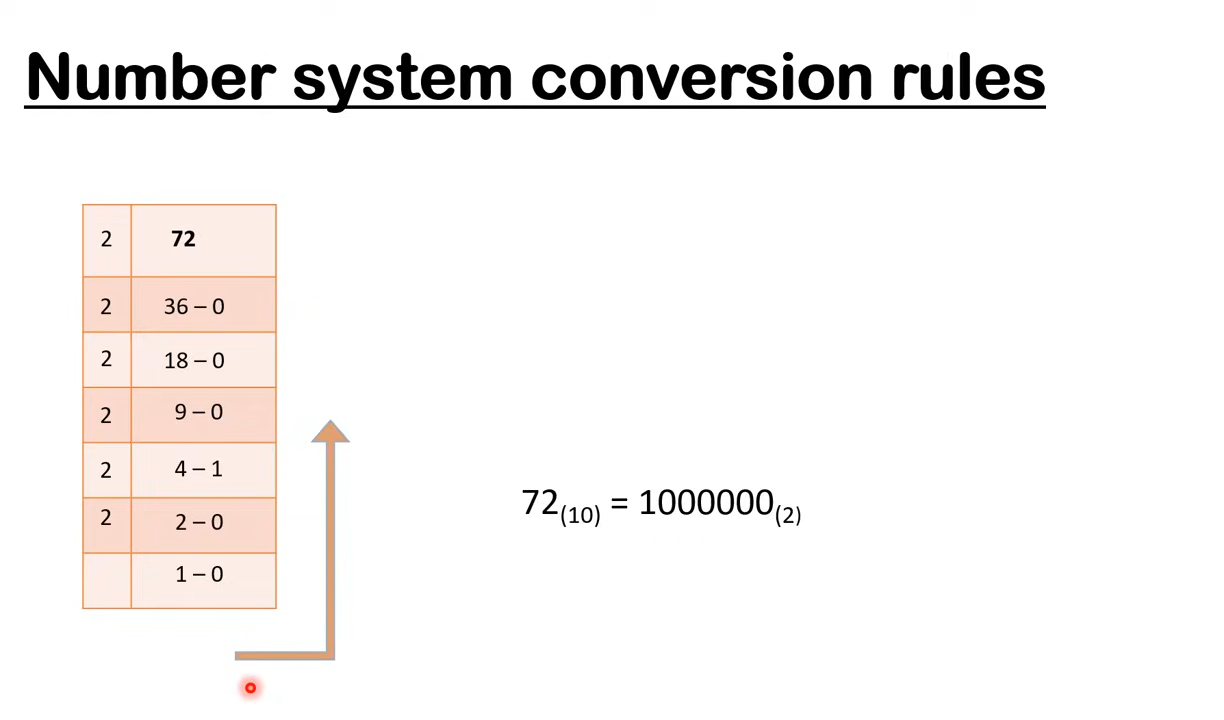 Number system conversion rules
2 72
2 36 – 0
2 18 – 0
2 9 – 0
2 4 – 1
2 2 – 0
1 – 0
72(10) = 1000000(2)